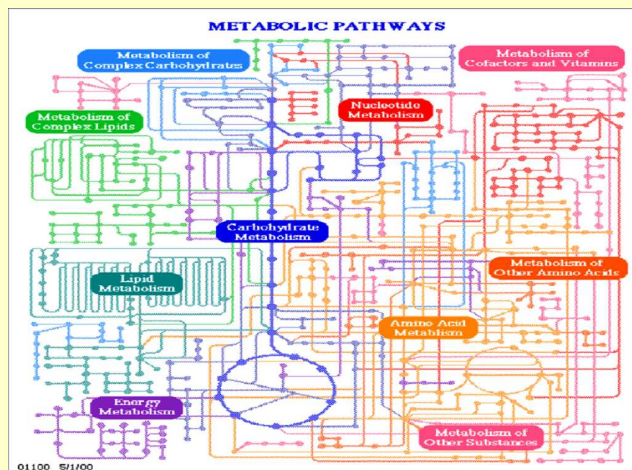 METABOLIC PATHWAYS
Metabolism of
Complex Carbohydrates
Metabolism of
Cofactors and Vitamins
Nucleotide
Metabolism
Metabolism of
Complex Lipids
Carbohydrate
Metabolism
Lipid
Metabolism
Metabolism of
Other Amino Acids
Amino Acid
Metablism
Energy
Metabolism
Metabolism of
Other Substances
01100 5/1/00